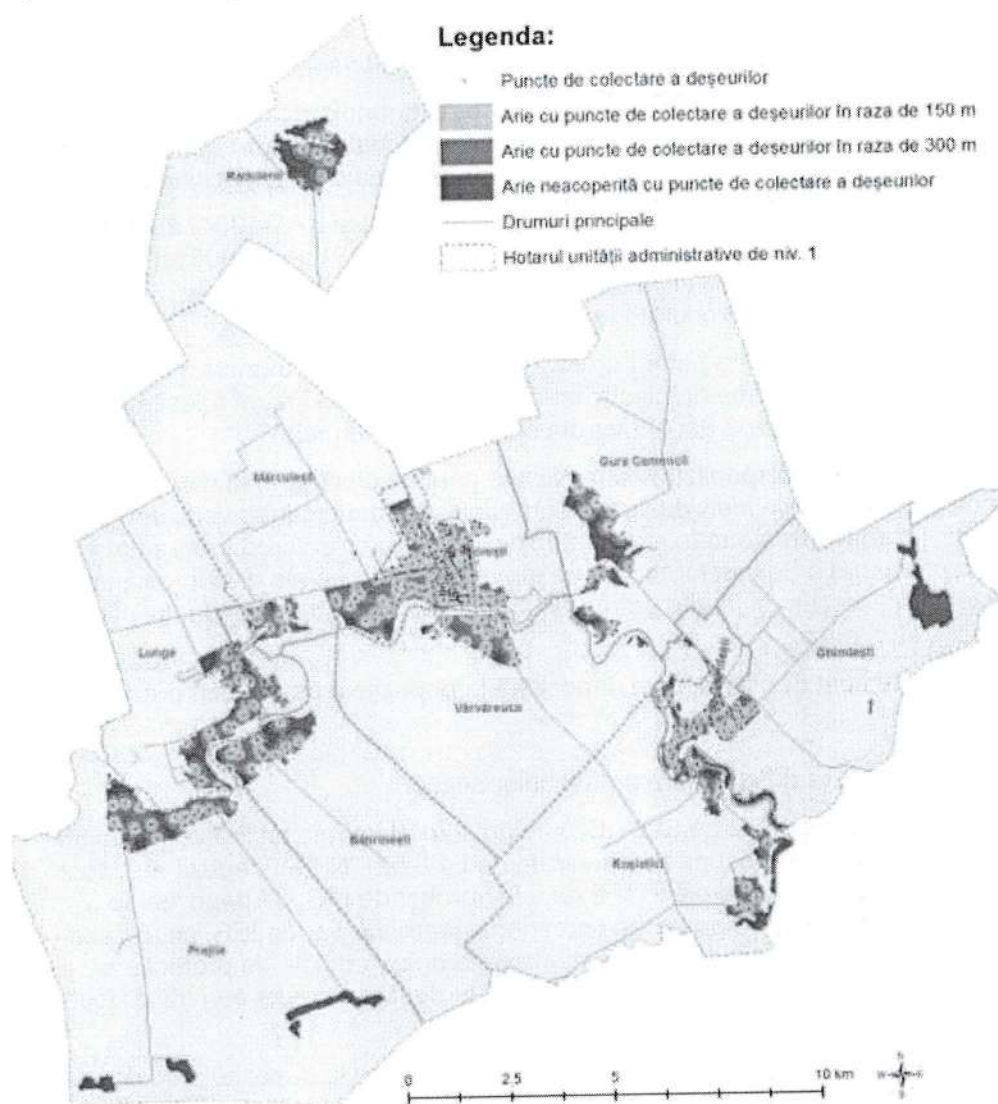 Legenda:
Puncte de colectare a deșeurilor
Arie cu puncte de colectare a deșeurilor în raza de 150 m
Arie cu puncte de colectare a deșeurilor în raza de 300 m
Arie neacoperită cu puncte de colectare a deșeurilor
Drumuri principale
Hotarul unității administrative de niv. 1
Gura Camencii
Mărculești
Lunga
Ghindești
Vărvăreuca
Prajila
0 2.5 5 10 km
N
W E
S